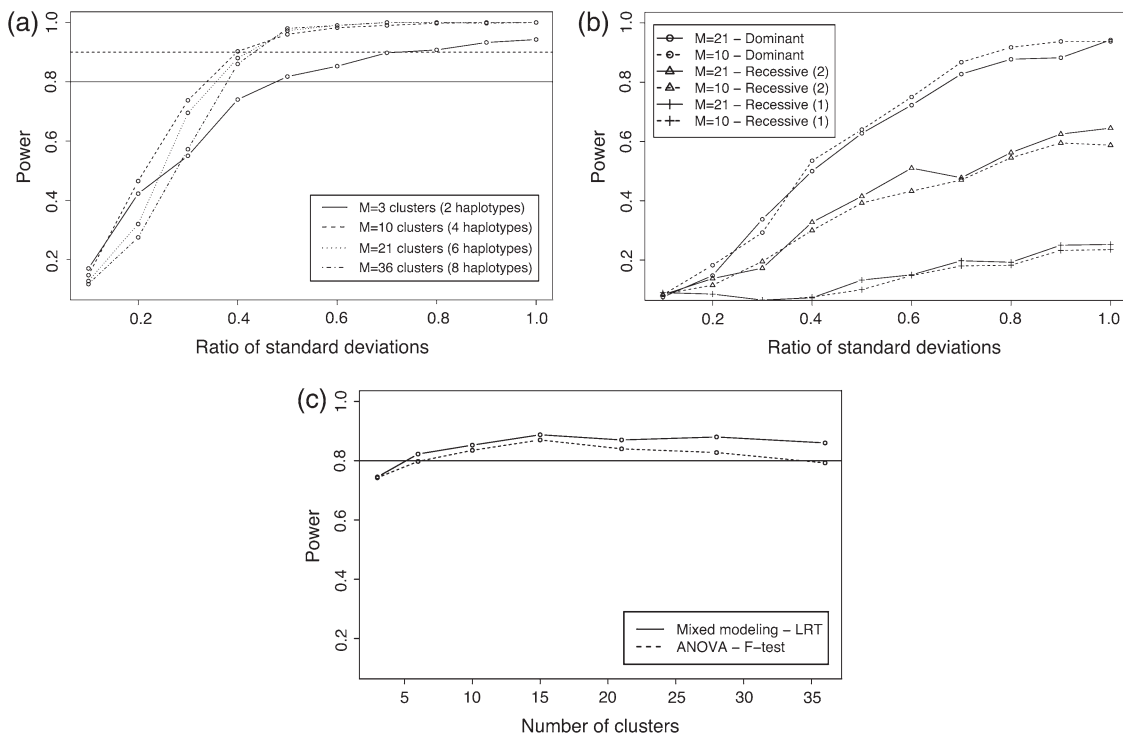 (a)
Power
1.0
0.8
0.6
0.4
0.2
M=3 clusters (2 haplotypes)
M=10 clusters (4 haplotypes)
M=21 clusters (6 haplotypes)
M=36 clusters (8 haplotypes)
0.2 0.4 0.6 0.8 1.0
Ratio of standard deviations
(b)
Power
1.0
0.8
0.6
0.4
0.2
M=21 − Dominant
M=10 − Dominant
M=21 − Recessive (2)
M=10 − Recessive (2)
M=21 − Recessive (1)
M=10 − Recessive (1)
0.2 0.4 0.6 0.8 1.0
Ratio of standard deviations
(c)
Power
1.0
0.8
0.6
0.4
0.2
Mixed modeling − LRT
ANOVA − F−test
5 10 15 20 25 30 35
Number of clusters